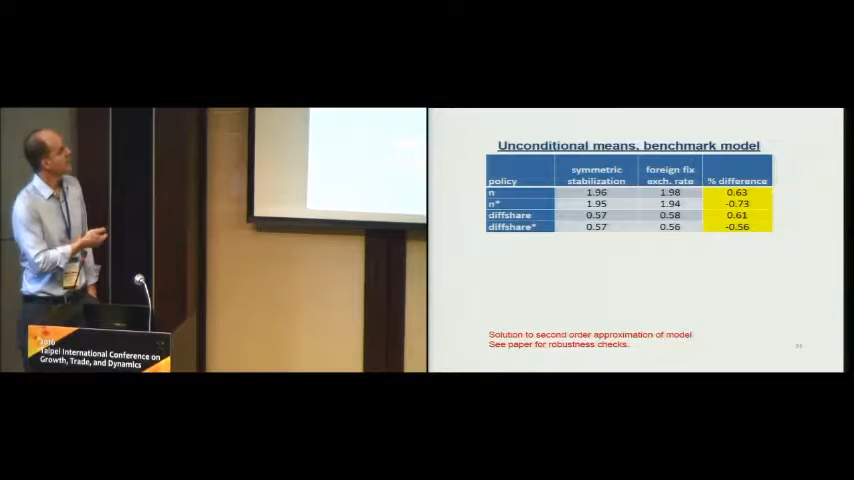 2016
Taipei International Conference on
Growth, Trade, and Dynamics
Unconditional means, benchmark model
policy symmetric stabilization foreign fix exch. rate % difference
n 1.96 1.98 0.63
n* 1.95 1.94 -0.73
diffshare 0.57 0.58 0.61
diffshare* 0.57 0.56 -0.56
Solution to second order approximation of model
See paper for robustness checks.